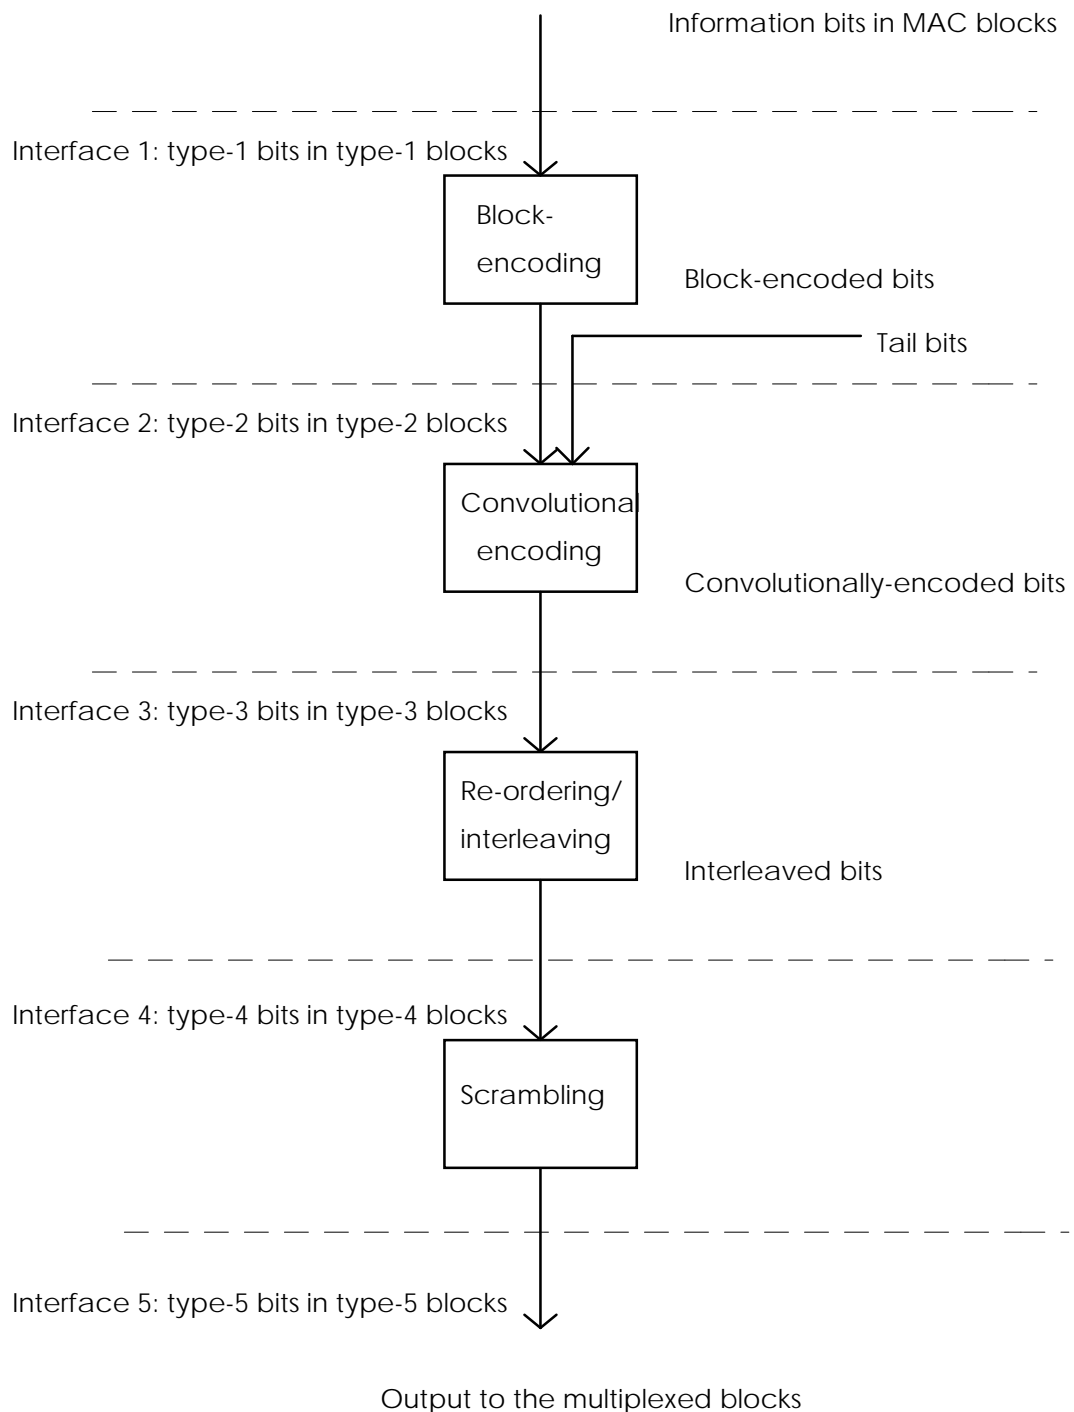 Information bits in MAC blocks
Interface 1: type-1 bits in type-1 blocks
Block-
encoding
Block-encoded bits
Tail bits
Interface 2: type-2 bits in type-2 blocks
Convolutional
encoding
Convolutionally-encoded bits
Interface 3: type-3 bits in type-3 blocks
Re-ordering/
interleaving
Interleaved bits
Interface 4: type-4 bits in type-4 blocks
Scrambling
Interface 5: type-5 bits in type-5 blocks
Output to the multiplexed blocks